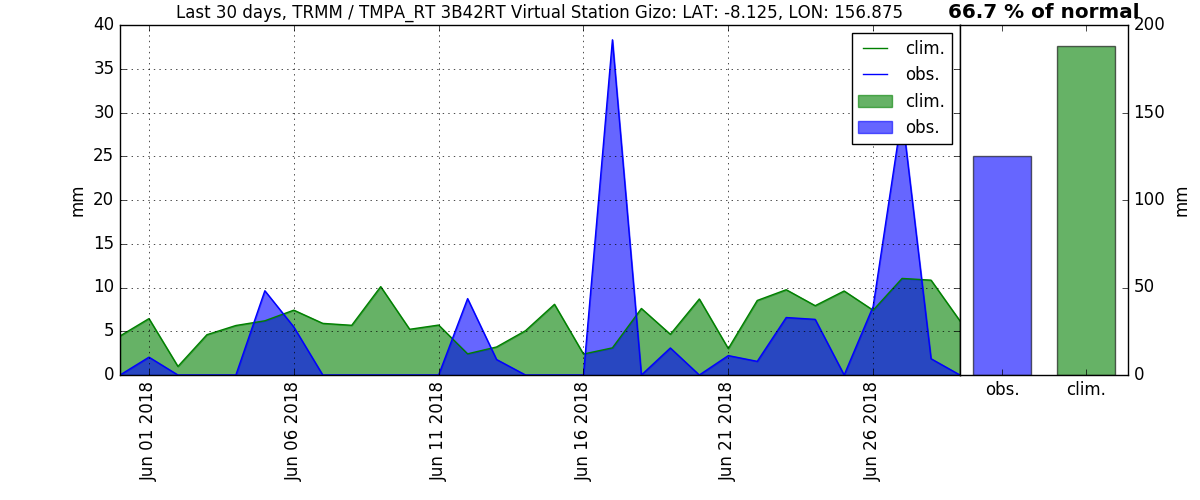 Last 30 days, TRMM / TMPA_RT 3B42RT Virtual Station Gizo: LAT: -8.125, LON: 156.875
66.7 % of normal
40
35
30
25
20
15
10
5
0
mm
clim.
obs.
clim.
obs.
Jun 01 2018
Jun 06 2018
Jun 11 2018
Jun 16 2018
Jun 21 2018
Jun 26 2018
200
150
100
50
0
mm
obs.
clim.